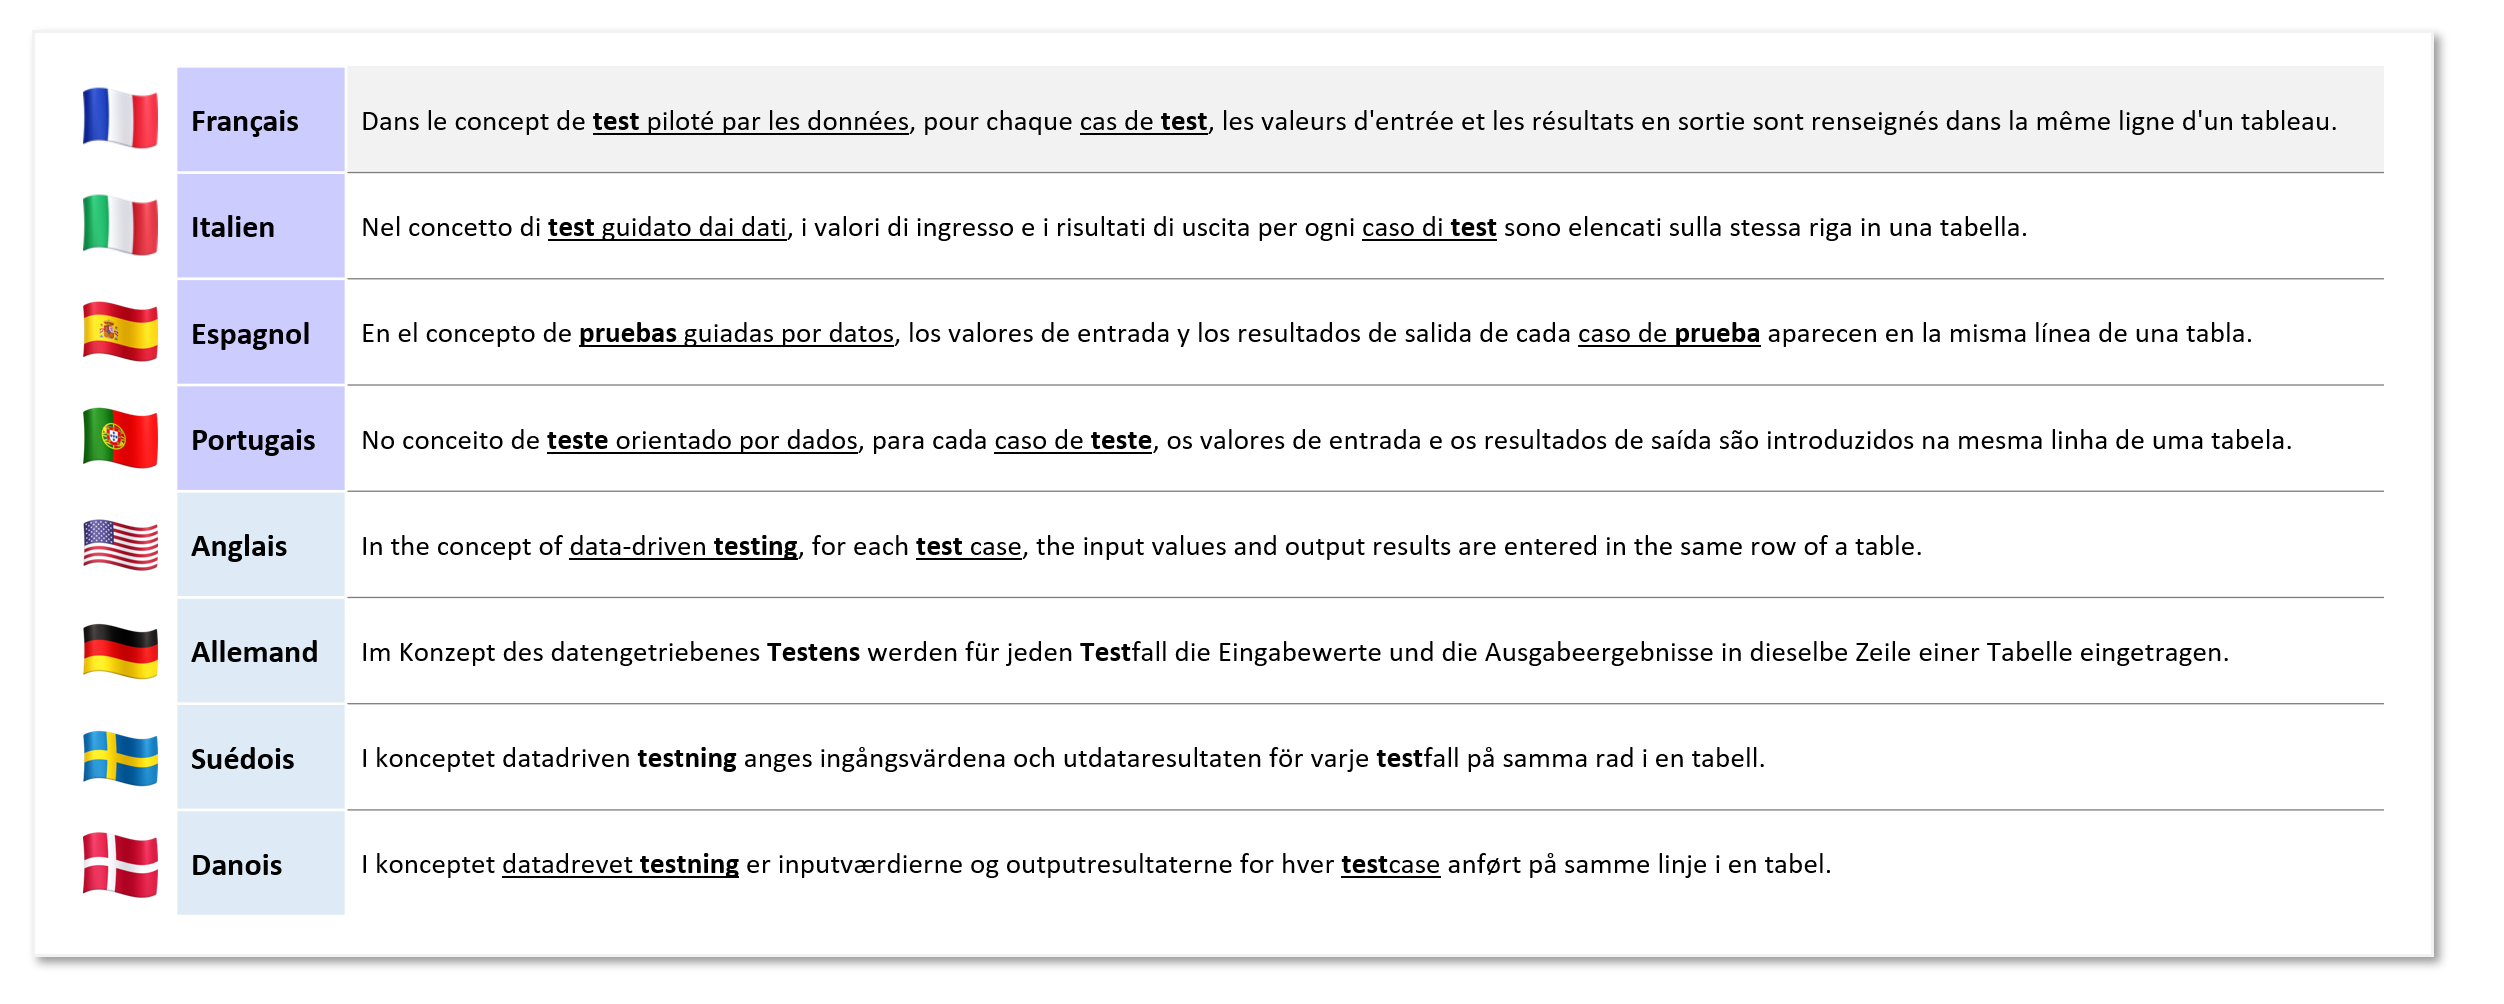 Français Dans le concept de test piloté par les données, pour chaque cas de test, les valeurs d'entrée et les résultats en sortie sont renseignés dans la même ligne d'un tableau.
Italien Nel concetto di test guidato dai dati, i valori di ingresso e i risultati di uscita per ogni caso di test sono elencati sulla stessa riga in una tabella.
Espagnol En el concepto de pruebas guiadas por datos, los valores de entrada y los resultados de salida de cada caso de prueba aparecen en la misma línea de una tabla.
Portugais No conceito de teste orientado por dados, para cada caso de teste, os valores de entrada e os resultados de saída são introduzidos na mesma linha de uma tabela.
Anglais In the concept of data-driven testing, for each test case, the input values and output results are entered in the same row of a table.
Allemand Im Konzept des datengetriebenes Testens werden für jeden Testfall die Eingabewerte und die Ausgabeergebnisse in dieselbe Zeile einer Tabelle eingetragen.
Suédois I konceptet datadriven testning anges ingångsvärdena och utdataresultaten för varje testfall på samma rad i en tabell.
Danois I konceptet datadrevet testning er inputværdierne og outputresultaterne for hver testcase anført på samme linje i en tabel.